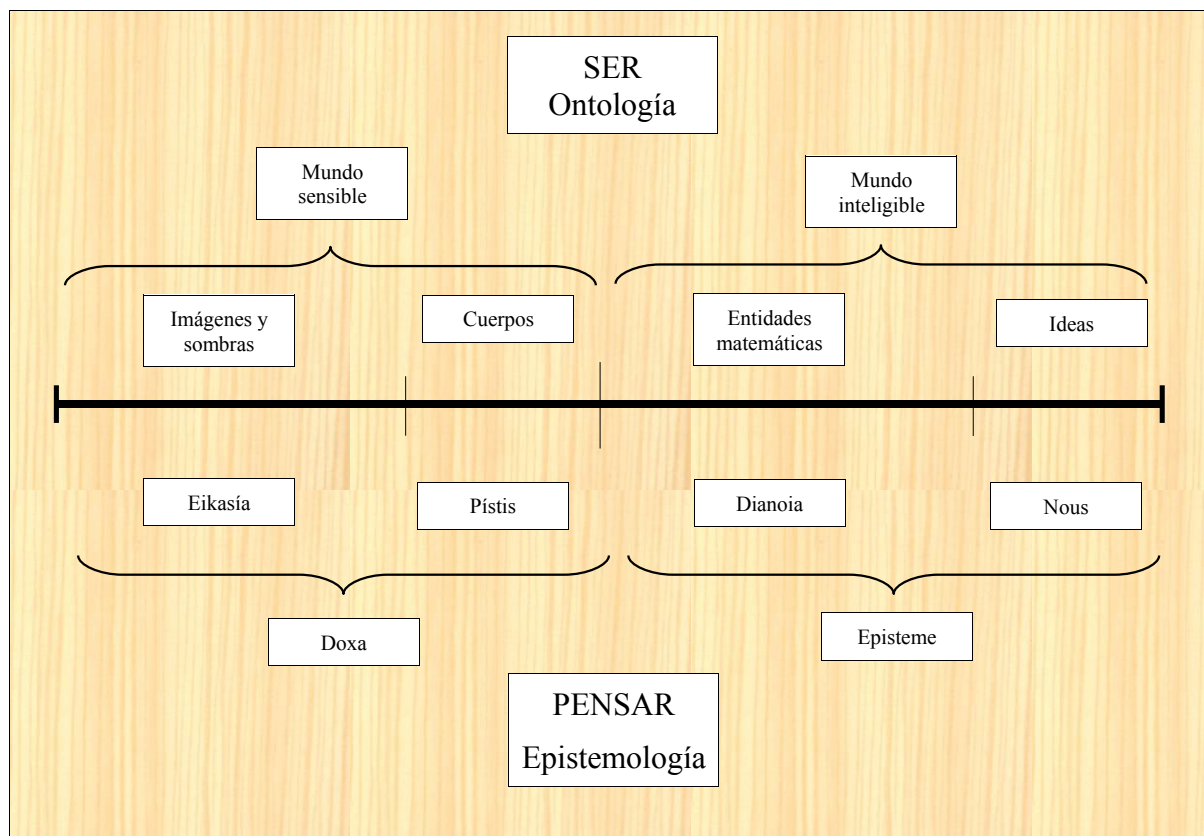 SER
Ontología
Mundo
sensible
Mundo
inteligible
Imágenes y
sombras
Cuerpos
Entidades
matemáticas
Ideas
Eikasía
Pístis
Dianoia
Nous
Doxa
Episteme
PENSAR
Epistemología